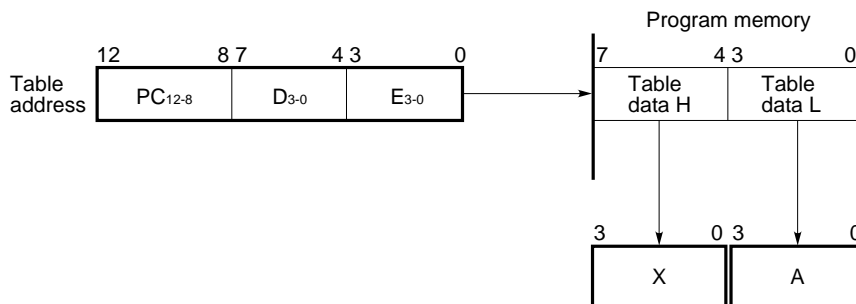 Program memory
12 8 7 4 3 0 7 4 3 0
Table
address
PC12-8 D3-0 E3-0
Table
data H
Table
data L
3 0 3 0
X A